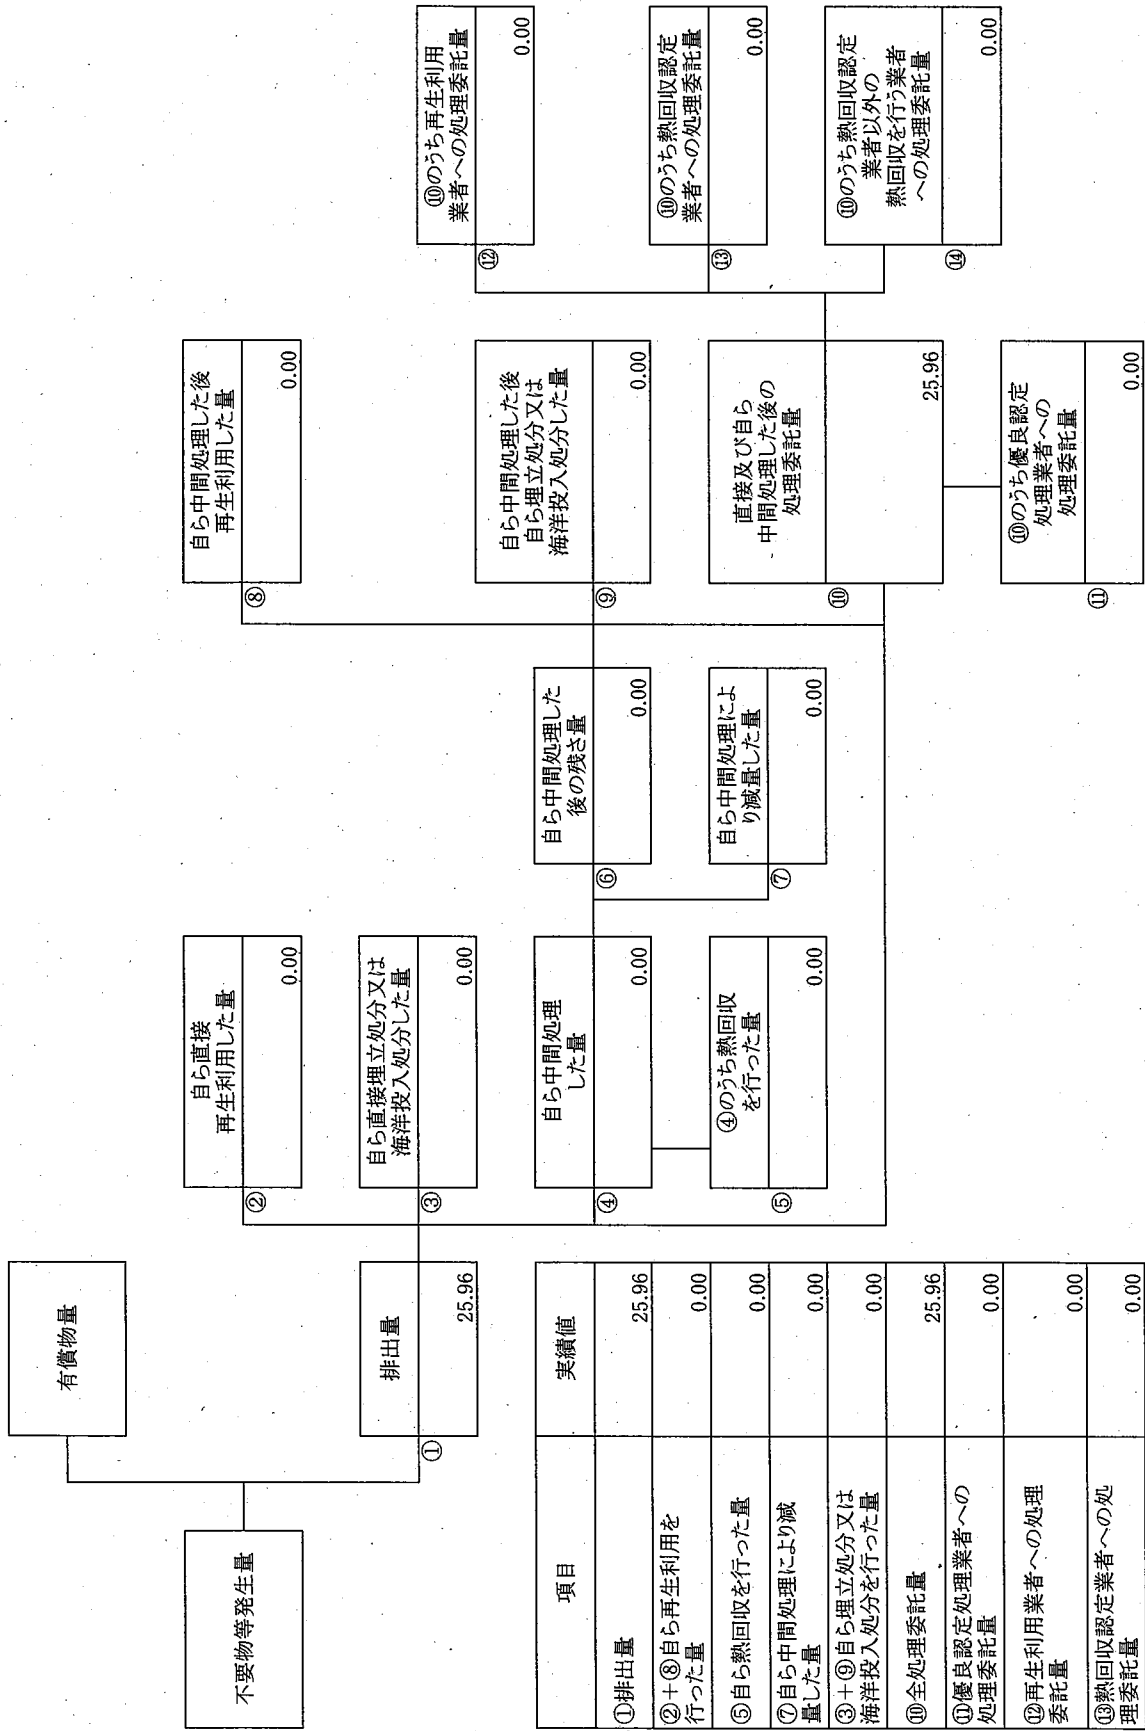 不要物等発生量
有償物量
排出量
①
25.96
自ら直接
再生利用した量
②
0.00
自ら直接埋立処分又は
海洋投入処分した量
③
0.00
自ら中間処理
した量
④
0.00
④のうち熱回収
を行った量
⑤
0.00
自ら中間処理した
後の残さ量
⑥
0.00
自ら中間処理によ
り減量した量
⑦
0.00
自ら中間処理した後
再生利用した量
⑧
0.00
自ら中間処理した後
自ら埋立処分又は
海洋投入処分した量
⑨
0.00
直接及び自ら
中間処理した後の
処理委託量
⑩
25.96
⑩のうち優良認定
処理業者への
処理委託量
⑪
0.00
⑩のうち再生利用
業者への処理委託量
⑫
0.00
⑩のうち熱回収認定
業者への処理委託量
⑬
0.00
⑩のうち熱回収認定
業者以外の
熱回収を行う業者
への処理委託量
⑭
0.00
項目 実績値
①排出量 25.96
②+⑧自ら再生利用を
行った量 0.00
⑤自ら熱回収を行った量 0.00
⑦自ら中間処理により減
量した量 0.00
③+⑨自ら埋立処分又は
海洋投入処分を行った量 0.00
⑩全処理委託量 25.96
⑪優良認定処理業者への
処理委託量 0.00
⑫再生利用業者への処理
委託量 0.00
⑬熱回収認定業者への処
理委託量 0.00